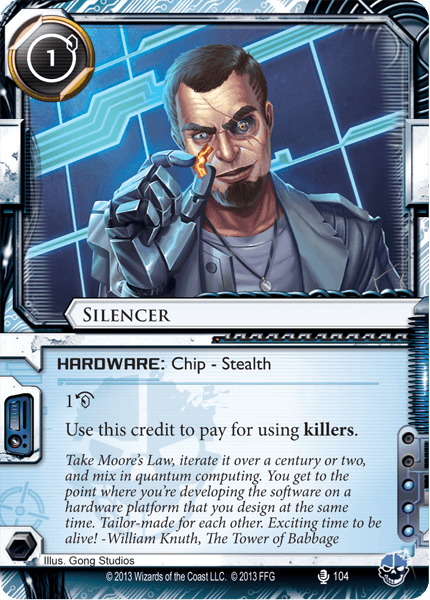 1
SILENCER
HARDWARE: Chip - Stealth
1
Use this credit to pay for using killers.
Take Moore's Law, iterate it over a century or two,
and mix in quantum computing. You get to the
point where you're developing the software on a
hardware platform that you design at the same
time. Tailor-made for each other. Exciting time to be
alive! -William Knuth, The Tower of Babbage
Illus. Gong Studios
© 2013 Wizards of the Coast LLC. © 2013 FFG
104